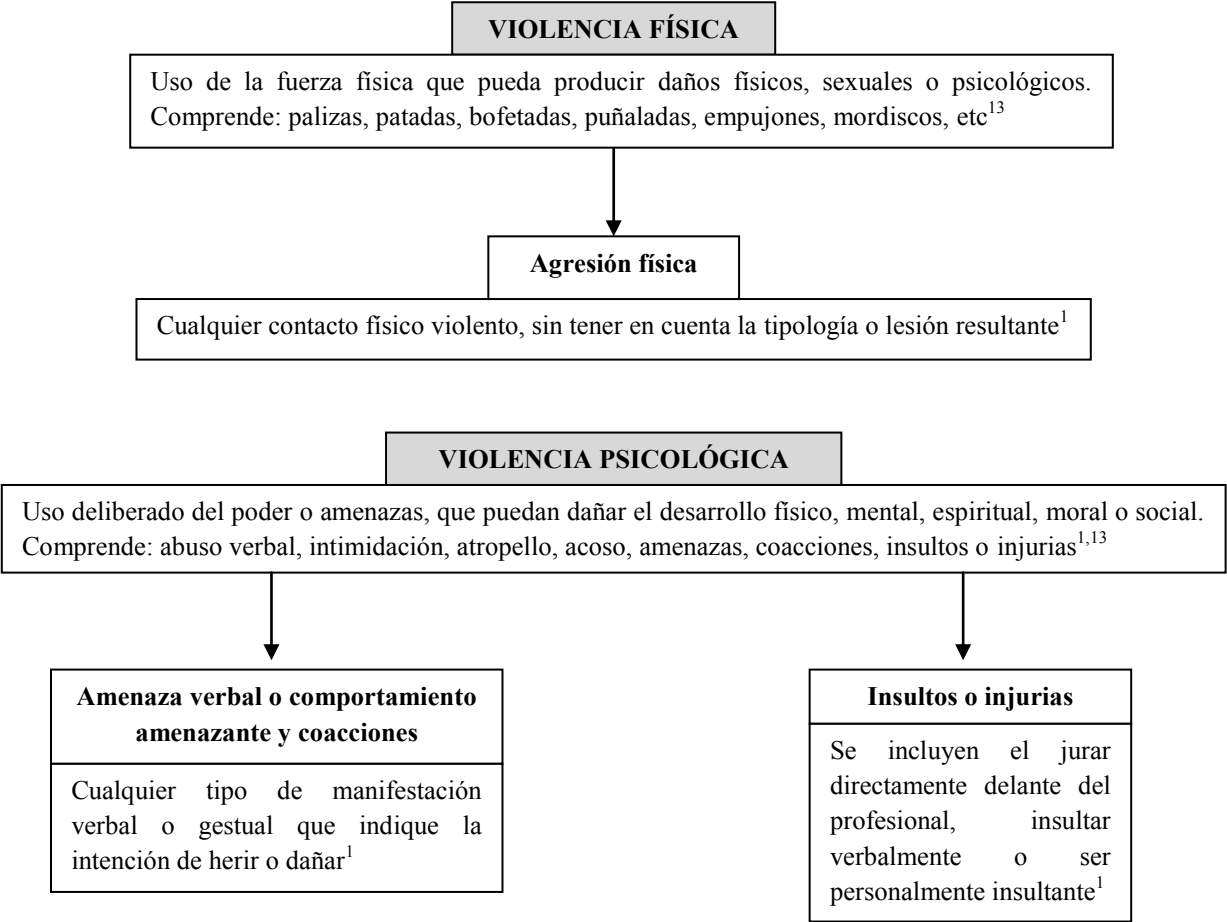 VIOLENCIA FÍSICA
Uso de la fuerza física que pueda producir daños físicos, sexuales o psicológicos.
Comprende: palizas, patadas, bofetadas, puñaladas, empujones, mordiscos, etc13
Agresión física
Cualquier contacto físico violento, sin tener en cuenta la tipología o lesión resultante1
VIOLENCIA PSICOLÓGICA
Uso deliberado del poder o amenazas, que puedan dañar el desarrollo físico, mental, espiritual, moral o social.
Comprende: abuso verbal, intimidación, atropello, acoso, amenazas, coacciones, insultos o injurias1,13
Amenaza verbal o comportamiento
amenazante y coacciones
Cualquier tipo de manifestación
verbal o gestual que indique la
intención de herir o dañar1
Insultos o injurias
Se incluyen el jurar
directamente delante del
profesional, insultar
verbalmente o ser
personalmente insultante1